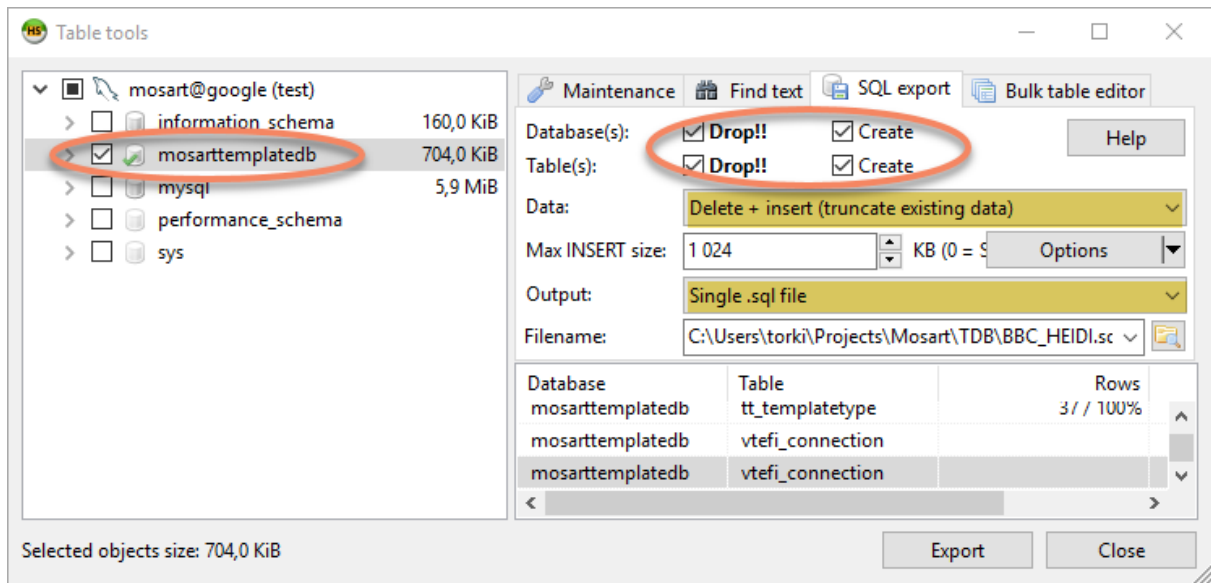 HS Table tools
mosart@google (test)
information_schema 160,0 KiB
mosarttemplatedb 704,0 KiB
mysql 5,9 MiB
performance_schema
sys
Maintenance Find text SQL export Bulk table editor
Database(s): Drop!! Create Help
Table(s): Drop!! Create
Data: Delete + insert (truncate existing data)
Max INSERT size: 1 024 KB (0 = S Options
Output: Single .sql file
Filename: C:\Users\torki\Projects\Mosart\TDB\BBC_HEIDI.sc
Database Table Rows
mosarttemplatedb tt_templatetype 37 / 100%
mosarttemplatedb vtefi_connection
mosarttemplatedb vtefi_connection
Selected objects size: 704,0 KiB Export Close